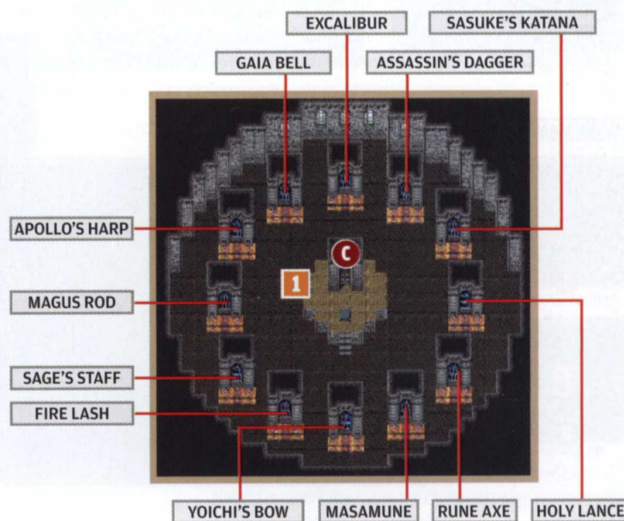 EXCALIBUR
SASUKE'S KATANA
GAIA BELL
ASSASSIN'S DAGGER
APOLLO'S HARP
C
1
MAGUS ROD
SAGE'S STAFF
FIRE LASH
YOICHI'S BOW
MASAMUNE
RUNE AXE
HOLY LANCE